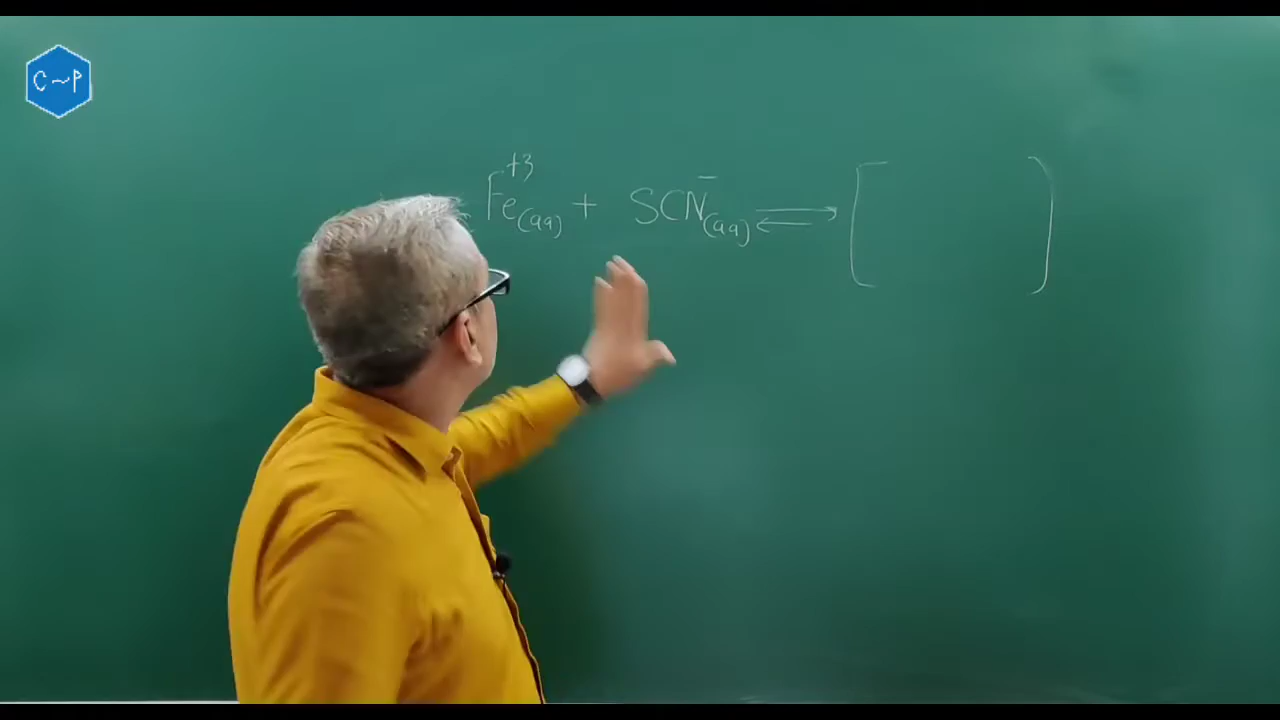 C~P
Fe+3(aq) + SCN-(aq) ⇌ [ ]